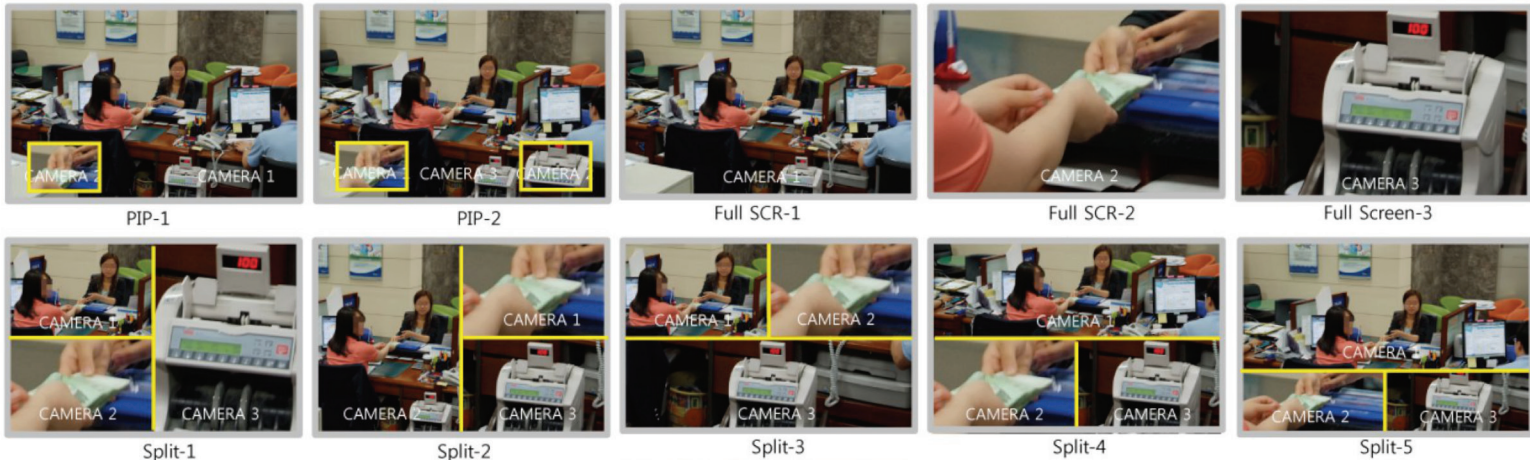 CAMERA 2
CAMERA 1
PIP-1
CAMERA 1
CAMERA 3
CAMERA 2
PIP-2
CAMERA 1
Full SCR-1
CAMERA 2
Full SCR-2
100
CAMERA 3
Full Screen-3
CAMERA 1
CAMERA 2
100
CAMERA 3
Split-1
CAMERA 2
CAMERA 1
CAMERA 3
Split-2
CAMERA 1
CAMERA 2
CAMERA 3
Split-3
CAMERA 1
CAMERA 2
CAMERA 3
Split-4
CAMERA 1
CAMERA 2
CAMERA 3
Split-5